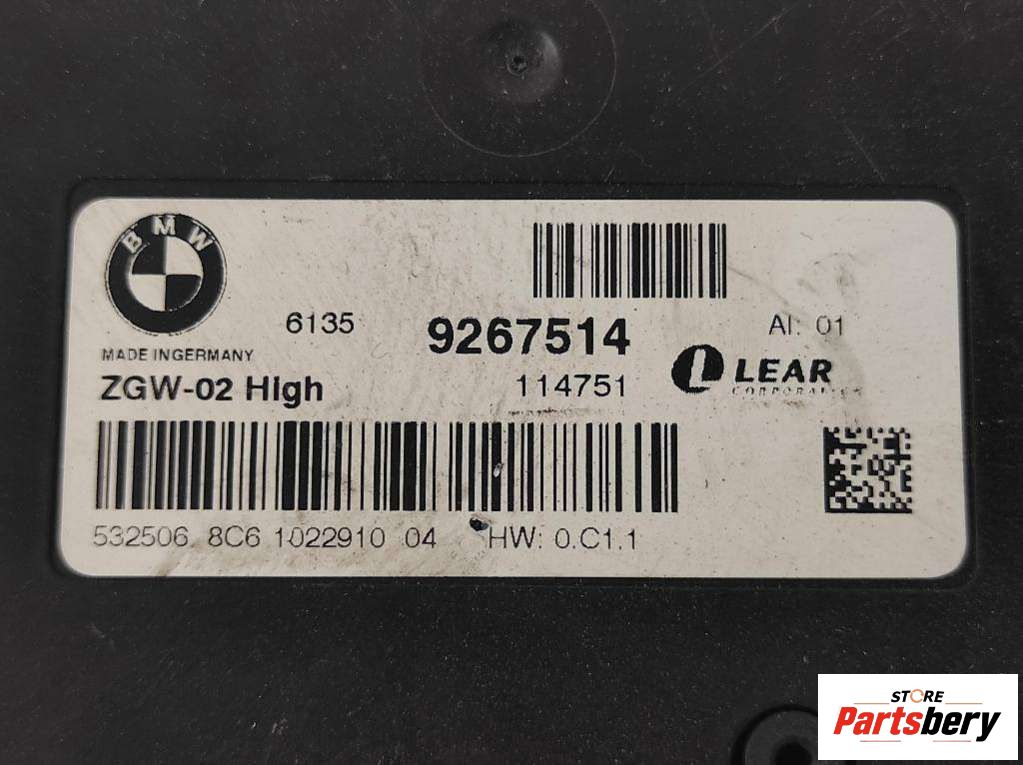 BMW
6135 9267514 AI: 01
MADE INGERMANY
ZGW-02 High 114751 LEAR
CORPORATION
532506 8C6 1022910 04 HW: 0.C1.1
STORE
Partsbery